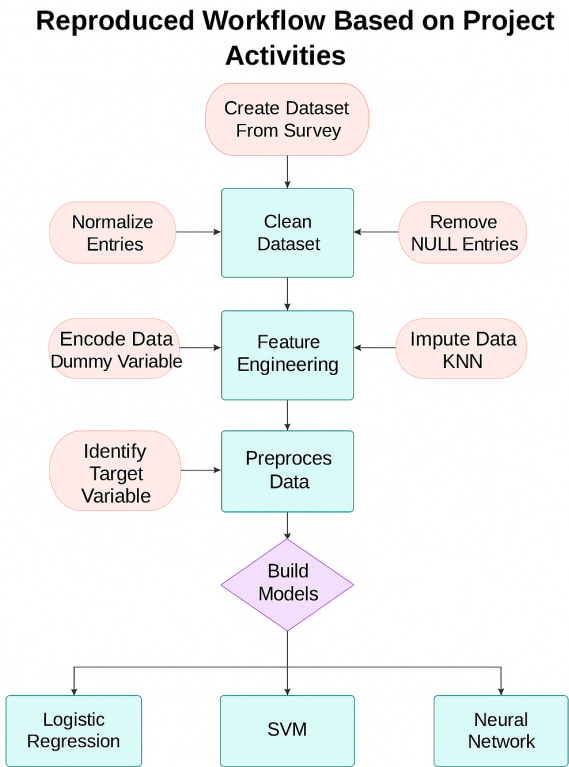 Reproduced Workflow Based on Project
Activities
Create Dataset
From Survey
Normalize
Entries
Clean
Dataset
Remove
NULL Entries
Encode Data
Dummy Variable
Feature
Engineering
Impute Data
KNN
Identify
Target
Variable
Preproces
Data
Build
Models
Logistic
Regression
SVM
Neural
Network